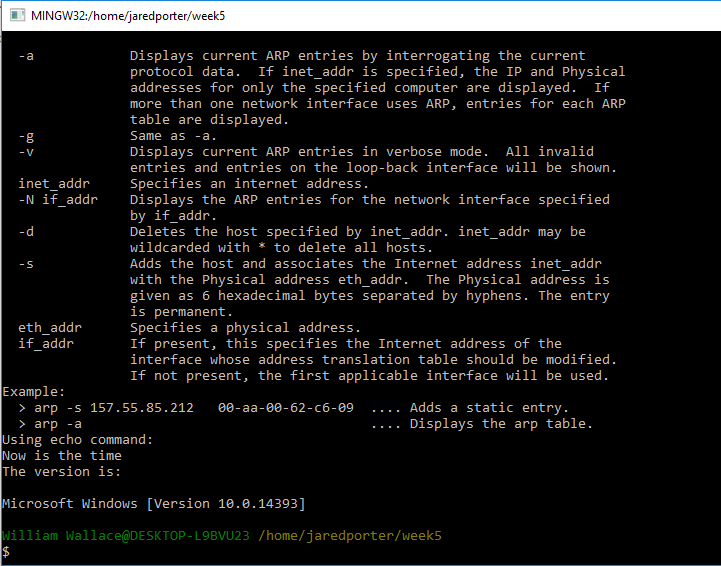 MINGW32:/home/jaredporter/week5
-a Displays current ARP entries by interrogating the current
protocol data. If inet_addr is specified, the IP and Physical
addresses for only the specified computer are displayed. If
more than one network interface uses ARP, entries for each ARP
table are displayed.
-g Same as -a.
-v Displays current ARP entries in verbose mode. All invalid
entries and entries on the loop-back interface will be shown.
inet_addr Specifies an internet address.
-N if_addr Displays the ARP entries for the network interface specified
by if_addr.
-d Deletes the host specified by inet_addr. inet_addr may be
wildcarded with * to delete all hosts.
-s Adds the host and associates the Internet address inet_addr
with the Physical address eth_addr. The Physical address is
given as 6 hexadecimal bytes separated by hyphens. The entry
is permanent.
eth_addr Specifies a physical address.
if_addr If present, this specifies the Internet address of the
interface whose address translation table should be modified.
If not present, the first applicable interface will be used.
Example:
> arp -s 157.55.85.212 00-aa-00-62-c6-09 .... Adds a static entry.
> arp -a .... Displays the arp table.
Using echo command:
Now is the time
The version is:
Microsoft Windows [Version 10.0.14393]
William Wallace@DESKTOP-L9BVU23 /home/jaredporter/week5
$